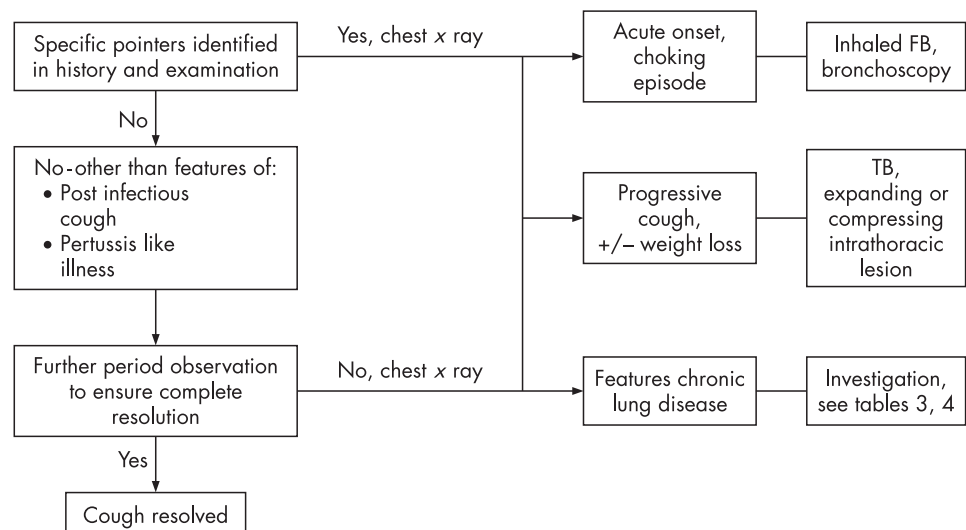 Specific pointers identified
in history and examination
Yes, chest x ray
Acute onset,
choking
episode
Inhaled FB,
bronchoscopy
No
No-other than features of:
• Post infectious
cough
• Pertussis like
illness
Progressive
cough,
+/– weight loss
TB,
expanding or
compressing
intrathoracic
lesion
Further period observation
to ensure complete
resolution
No, chest x ray
Features chronic
lung disease
Investigation,
see tables 3, 4
Yes
Cough resolved